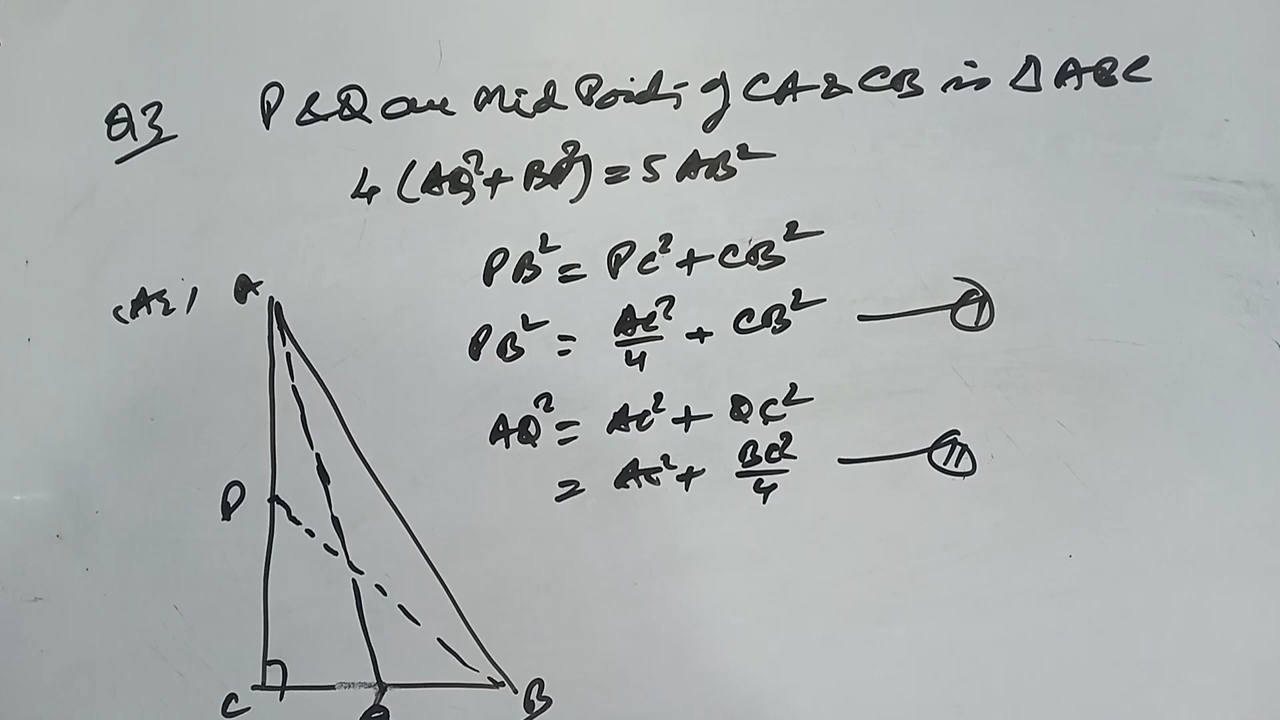 Q3 P & Q are Mid Points of CA & CB in Δ ABC
4 (AQ² + BP²) = 5 AB²
PB² = PC² + CB²
PB² = AC²/4 + CB² — I
AQ² = AC² + QC²
= AC² + BC²/4 — II
A
P
C
Q
B